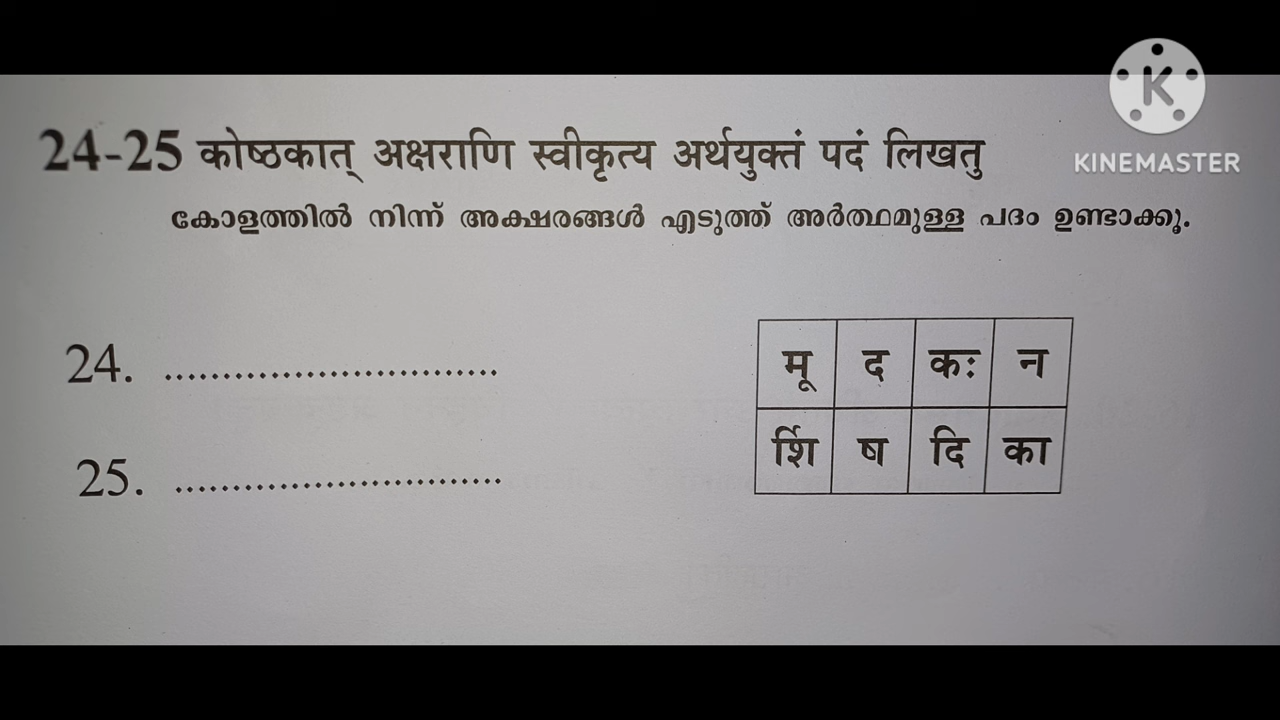 24-25 कोष्ठकात् अक्षराणि स्वीकृत्य अर्थयुक्तं पदं लिखतु
KINEMASTER
കോളത്തിൽ നിന്ന് അക്ഷരങ്ങൾ എടുത്ത് അർത്ഥമുള്ള പദം ഉണ്ടാക്കൂ.
24. ............................
मू द कः न
25. ............................
र्शि ष दि का